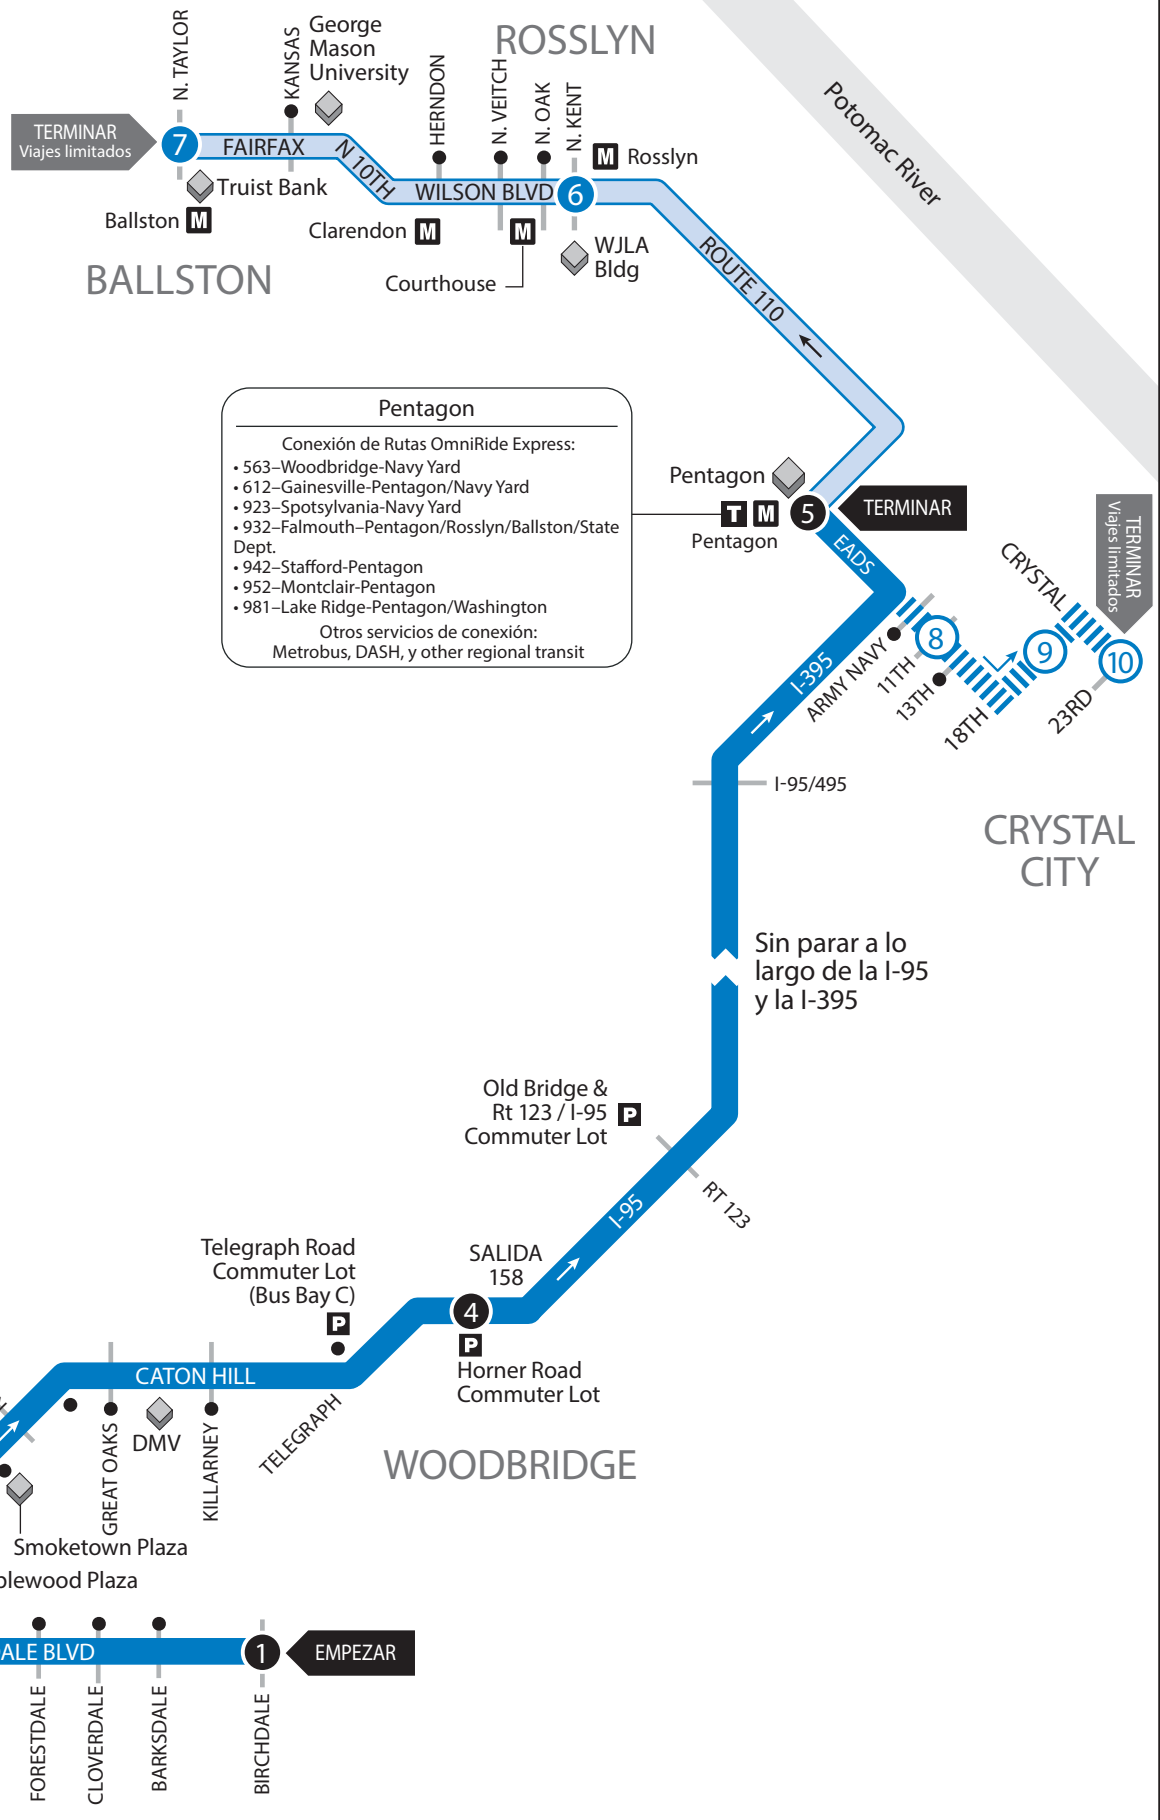 N. TAYLOR
KANSAS
George
Mason
University
ROSSLYN
HERNDON
N. VEITCH
N. OAK
N. KENT
Potomac River
TERMINAR
Viajes limitados
7
FAIRFAX
N 10TH
WILSON BLVD
6
M Rosslyn
Truist Bank
Ballston M
Clarendon M
M
Courthouse
WJLA
Bldg
BALLSTON
ROUTE 110
Pentagon
Conexión de Rutas OmniRide Express:
• 563–Woodbridge-Navy Yard
• 612–Gainesville-Pentagon/Navy Yard
• 923–Spotsylvania-Navy Yard
• 932–Falmouth–Pentagon/Rosslyn/Ballston/State
Dept.
• 942–Stafford-Pentagon
• 952–Montclair-Pentagon
• 981–Lake Ridge-Pentagon/Washington
Otros servicios de conexión:
Metrobus, DASH, y other regional transit
Pentagon
T M
Pentagon
5
TERMINAR
EADS
TERMINAR
Viajes limitados
CRYSTAL
8
9
10
ARMY NAVY
11TH
13TH
18TH
23RD
I-395
I-95/495
CRYSTAL
CITY
Sin parar a lo
largo de la I-95
y la I-395
Old Bridge &
Rt 123 / I-95
Commuter Lot
P
RT 123
I-95
Telegraph Road
Commuter Lot
(Bus Bay C)
P
SALIDA
158
4
P
Horner Road
Commuter Lot
CATON HILL
GREAT OAKS
DMV
KILLARNEY
TELEGRAPH
WOODBRIDGE
Smoketown Plaza
plewood Plaza
ALE BLVD
1
EMPEZAR
FORESTDALE
CLOVERDALE
BARKSDALE
BIRCHDALE